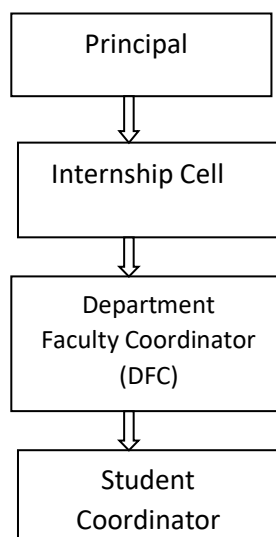 Principal
Internship Cell
Department
Faculty Coordinator
(DFC)
Student
Coordinator